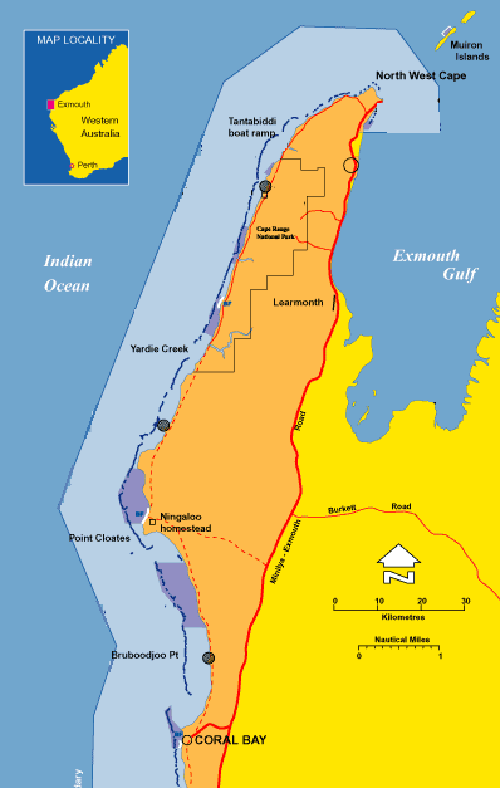 MAP LOCALITY
Exmouth
Western
Australia
Perth
Muiron
Islands
North West Cape
Tantabiddi
boat ramp
Cape Range
National Park
Indian
Ocean
Exmouth
Gulf
Learmonth
Yardie Creek
Road
Ningaloo
homestead
Burkett Road
Point Cloates
Minilya - Exmouth
0 10 20 30
Kilometres
Nautical Miles
0 1
Bruboodjoo Pt
CORAL BAY